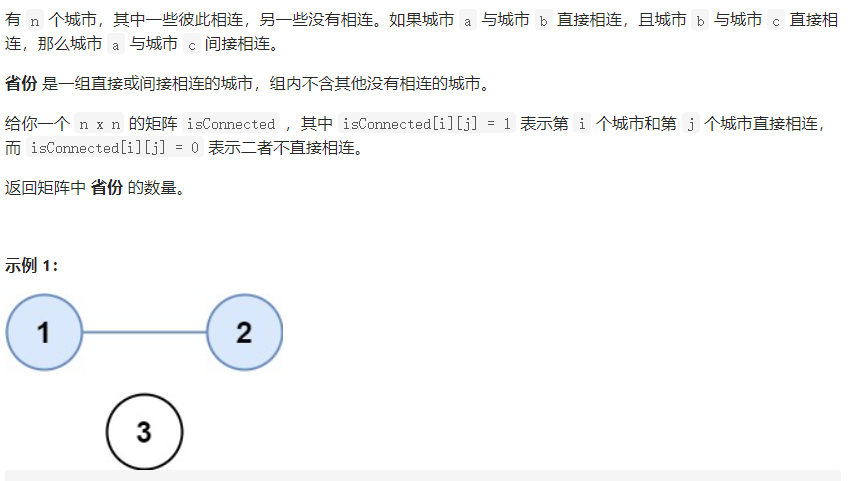 有 n 个城市，其中一些彼此相连，另一些没有相连。如果城市 a 与城市 b 直接相连，且城市 b 与城市 c 直接相
连，那么城市 a 与城市 c 间接相连。
省份 是一组直接或间接相连的城市，组内不含其他没有相连的城市。
给你一个 n x n 的矩阵 isConnected ，其中 isConnected[i][j] = 1 表示第 i 个城市和第 j 个城市直接相连，
而 isConnected[i][j] = 0 表示二者不直接相连。
返回矩阵中 省份 的数量。
示例 1：
1 2
3